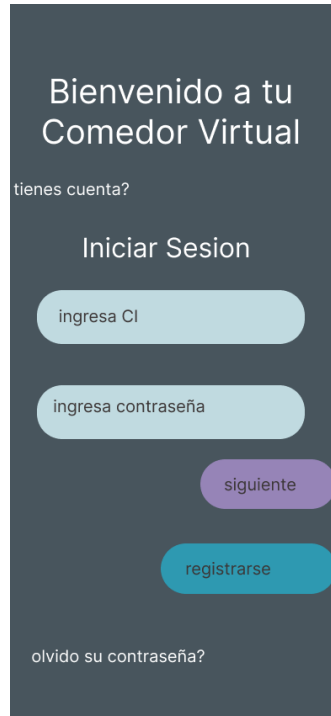 Bienvenido a tu
Comedor Virtual
tienes cuenta?
Iniciar Sesion
ingresa CI
ingresa contraseña
siguiente
registrarse
olvido su contraseña?